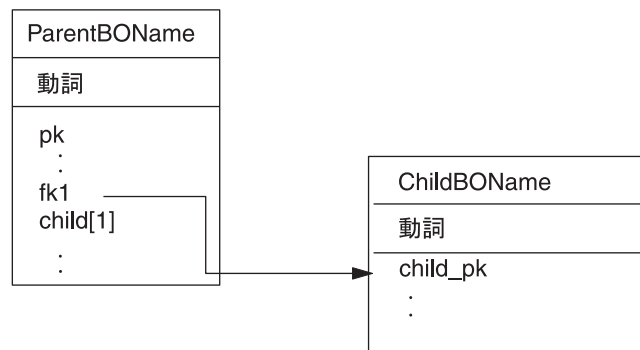 ParentBOName
動詞
pk
.
.
fk1
child[1]
.
.
ChildBOName
動詞
child_pk
.
.